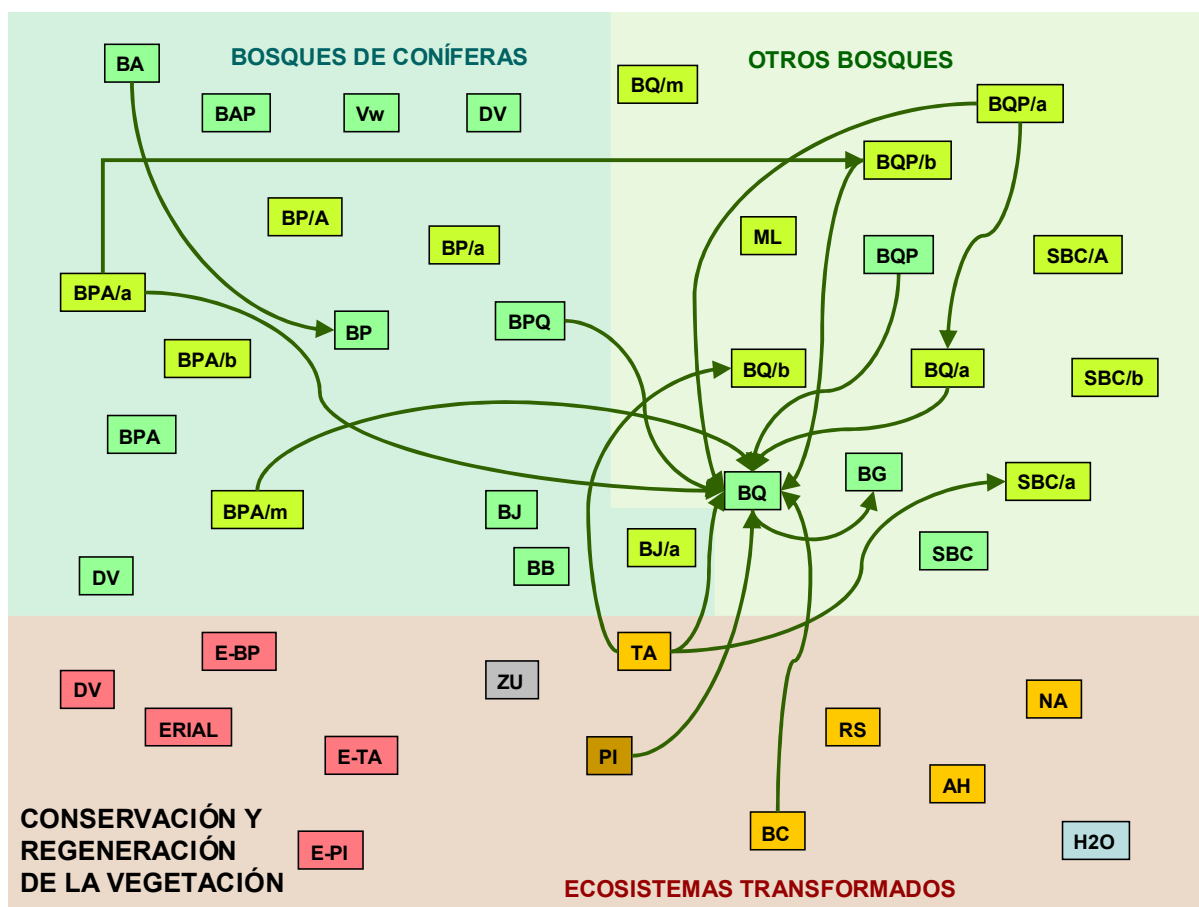 BOSQUES DE CONÍFERAS
OTROS BOSQUES
BA
BQ/m
BQP/a
BAP
Vw
DV
BQP/b
BP/A
ML
BP/a
BQP
SBC/A
BPA/a
BP
BPQ
BPA/b
BQ/b
BQ/a
SBC/b
BPA
BG
SBC/a
BQ
BPA/m
BJ
BJ/a
SBC
BB
DV
E-BP
TA
ZU
DV
NA
ERIAL
RS
E-TA
PI
AH
CONSERVACIÓN Y
REGENERACIÓN
DE LA VEGETACIÓN
BC
H2O
E-PI
ECOSISTEMAS TRANSFORMADOS